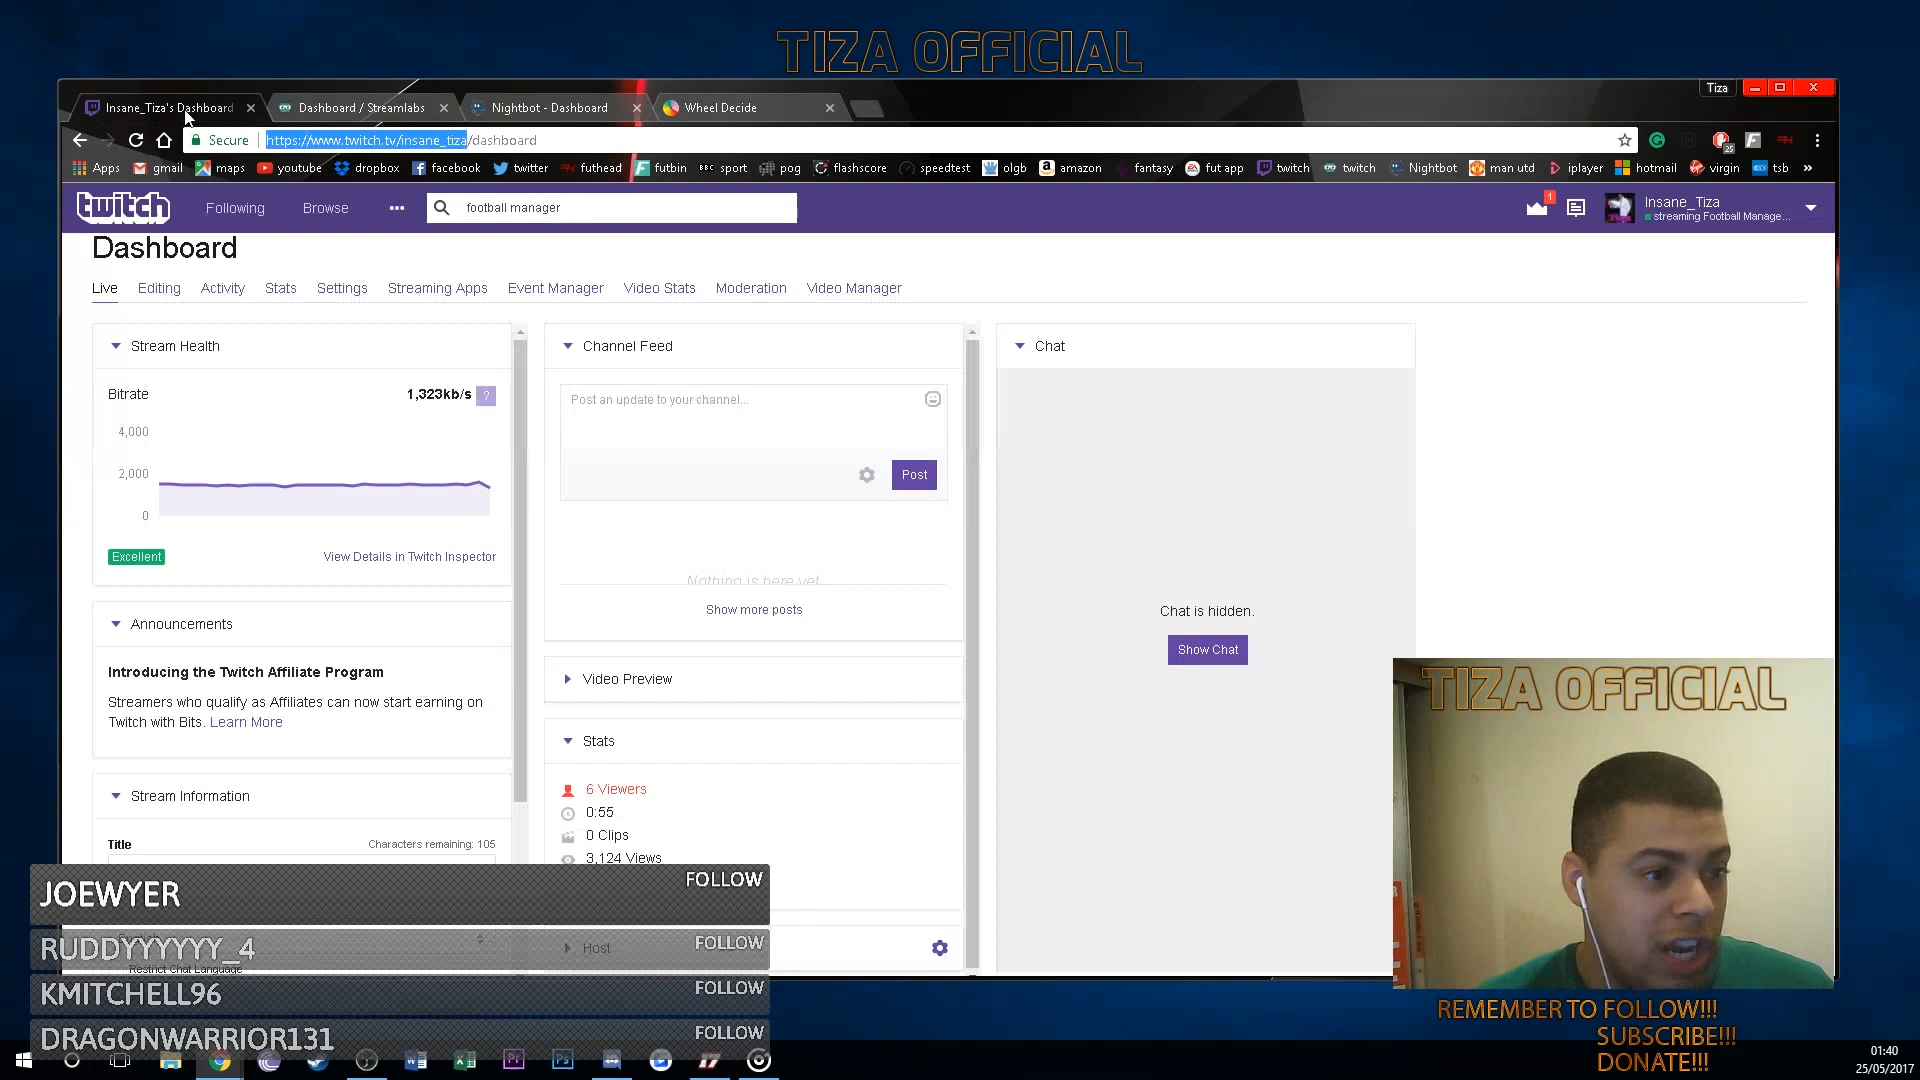 TIZA OFFICIAL
Tiza
Insane_Tiza's Dashboard
Dashboard / Streamlabs
Nightbot - Dashboard
Wheel Decide
Secure
https://www.twitch.tv/insane_tiza/dashboard
25
Apps gmail maps youtube dropbox facebook twitter futhead futbin BBC sport pog flashscore speedtest olgb amazon fantasy fut app twitch twitch Nightbot man utd iplayer hotmail virgin tsb »
twitch Following Browse ••• football manager
1
Insane_Tiza
streaming Football Manage...
Dashboard
Live Editing Activity Stats Settings Streaming Apps Event Manager Video Stats Moderation Video Manager
Stream Health
Bitrate 1,323kb/s ?
4,000
2,000
0
Excellent View Details in Twitch Inspector
Announcements
Introducing the Twitch Affiliate Program
Streamers who qualify as Affiliates can now start earning on
Twitch with Bits. Learn More
Stream Information
Title Characters remaining: 105
Restrict Chat Language
Channel Feed
Post an update to your channel...
Post
Nothing is here yet
Show more posts
Video Preview
Stats
6 Viewers
0:55
0 Clips
3,124 Views
Host
Chat
Chat is hidden.
Show Chat
TIZA OFFICIAL
JOEWYER FOLLOW
RUDDYYYYYY_4 FOLLOW
KMITCHELL96 FOLLOW
DRAGONWARRIOR131 FOLLOW
REMEMBER TO FOLLOW!!!
SUBSCRIBE!!!
DONATE!!!
01:40
25/05/2017